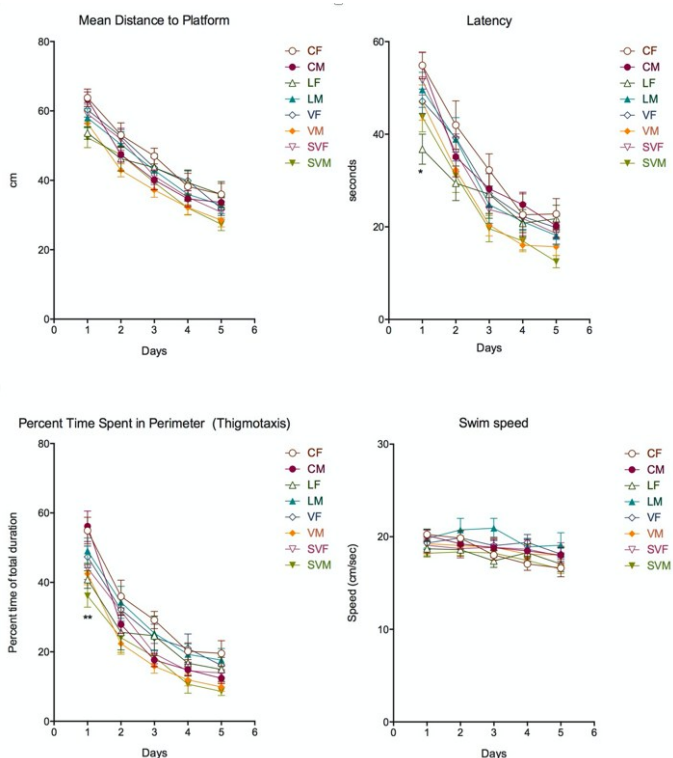 Mean Distance to Platform
80
60
40
20
0
cm
0 1 2 3 4 5 6
Days
CF
CM
LF
LM
VF
VM
SVF
SVM
Latency
60
40
20
0
seconds
*
0 1 2 3 4 5 6
Days
CF
CM
LF
LM
VF
VM
SVF
SVM
Percent Time Spent in Perimeter (Thigmotaxis)
80
60
40
20
0
Percent time of total duration
**
0 1 2 3 4 5 6
Days
CF
CM
LF
LM
VF
VM
SVF
SVM
Swim speed
30
20
10
0
Speed (cm/sec)
0 1 2 3 4 5 6
Days
CF
CM
LF
LM
VF
VM
SVF
SVM